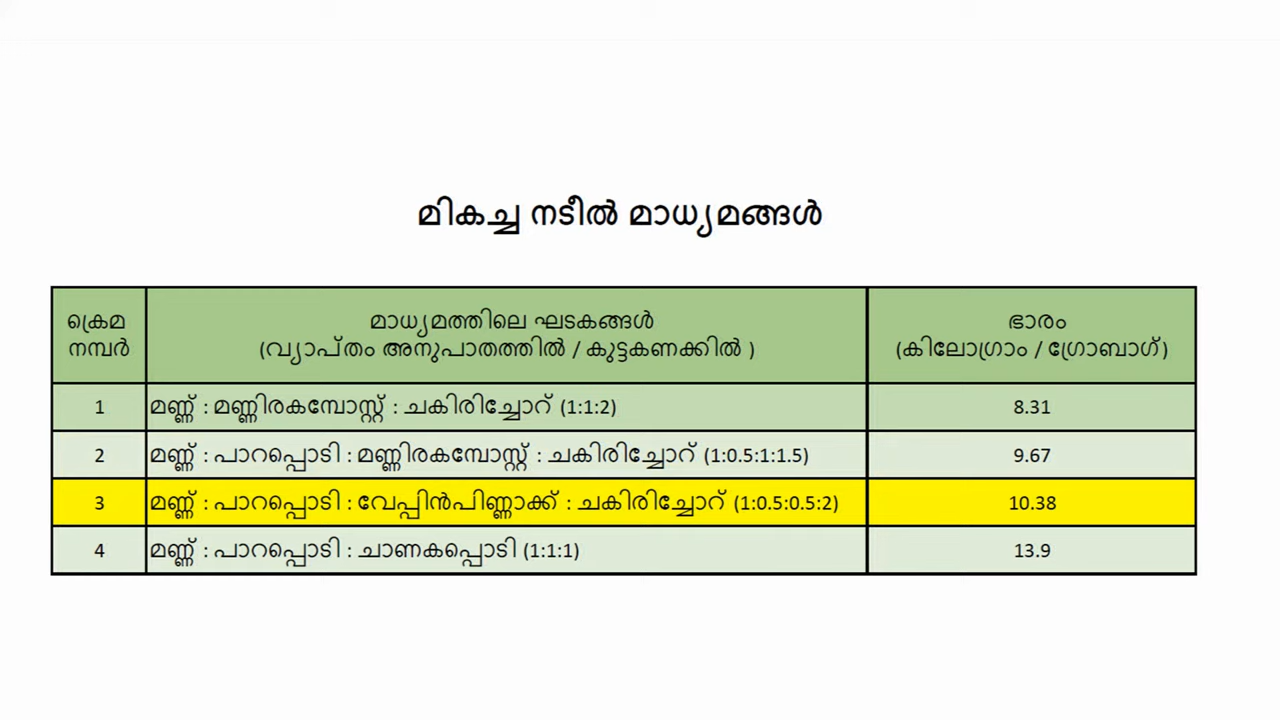 മികച്ച നടീൽ മാധ്യമങ്ങൾ
ക്രെമ നമ്പർ
മാധ്യമത്തിലെ ഘടകങ്ങൾ
(വ്യാപ്തം അനുപാതത്തിൽ / കുട്ടകണക്കിൽ )
ഭാരം
(കിലോഗ്രാം / ഗ്രോബാഗ്)
1 മണ്ണ് : മണ്ണിരകമ്പോസ്റ്റ് : ചകിരിച്ചോറ് (1:1:2) 8.31
2 മണ്ണ് : പാറപ്പൊടി : മണ്ണിരകമ്പോസ്റ്റ് : ചകിരിച്ചോറ് (1:0.5:1:1.5) 9.67
3 മണ്ണ് : പാറപ്പൊടി : വേപ്പിൻപിണ്ണാക്ക് : ചകിരിച്ചോറ് (1:0.5:0.5:2) 10.38
4 മണ്ണ് : പാറപ്പൊടി : ചാണകപ്പൊടി (1:1:1) 13.9